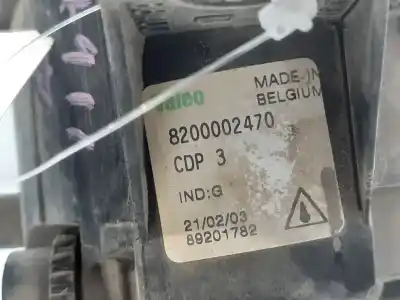 Valeo
MADE IN
BELGIUM
8200002470
CDP 3
IND:G
21/02/03
89201782